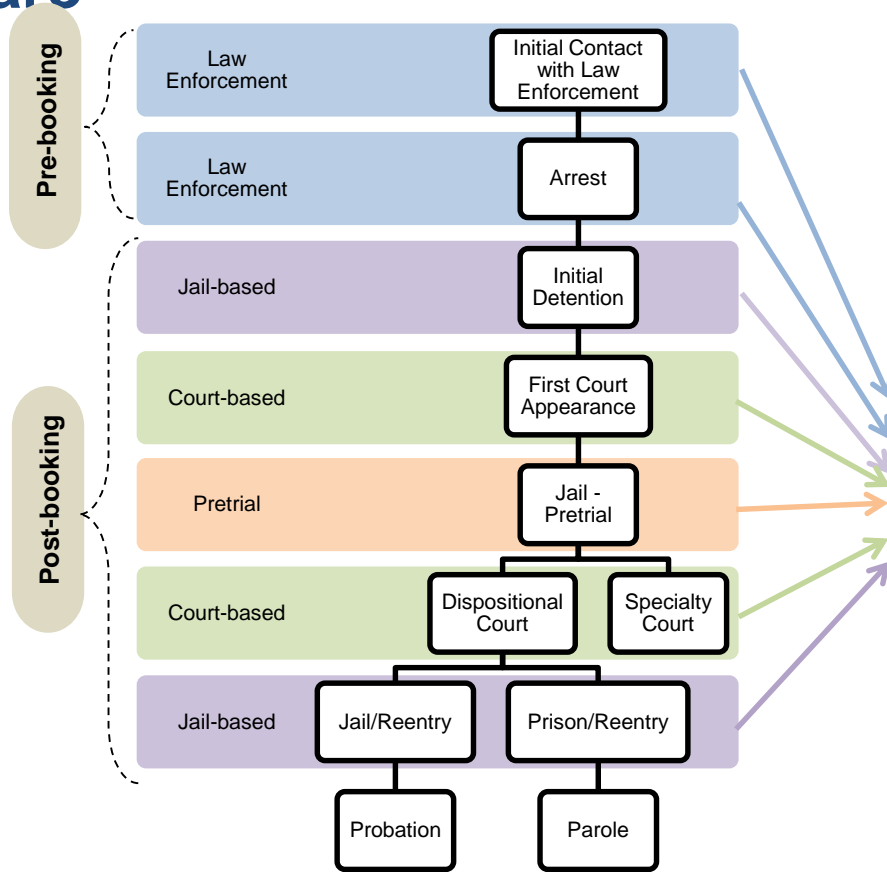 Pre-booking
Law
Enforcement
Initial Contact
with Law
Enforcement
Law
Enforcement
Arrest
Post-booking
Jail-based
Initial
Detention
Court-based
First Court
Appearance
Pretrial
Jail -
Pretrial
Court-based
Dispositional
Court
Specialty
Court
Jail-based
Jail/Reentry
Prison/Reentry
Probation
Parole